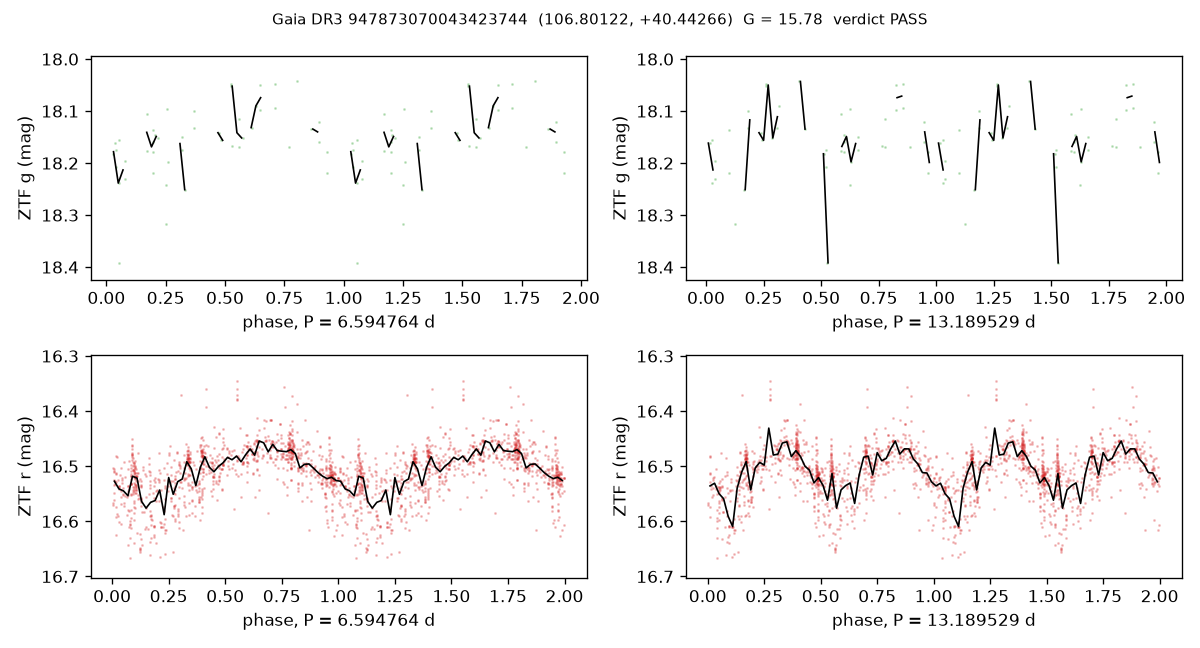 Gaia DR3 947873070043423744  (106.80122, +40.44266)  G = 15.78  verdict PASS
18.0
18.1
18.2
18.3
18.4
ZTF g (mag)
0.00 0.25 0.50 0.75 1.00 1.25 1.50 1.75 2.00
phase, P = 6.594764 d
18.0
18.1
18.2
18.3
18.4
ZTF g (mag)
0.00 0.25 0.50 0.75 1.00 1.25 1.50 1.75 2.00
phase, P = 13.189529 d
16.3
16.4
16.5
16.6
16.7
ZTF r (mag)
0.00 0.25 0.50 0.75 1.00 1.25 1.50 1.75 2.00
phase, P = 6.594764 d
16.3
16.4
16.5
16.6
16.7
ZTF r (mag)
0.00 0.25 0.50 0.75 1.00 1.25 1.50 1.75 2.00
phase, P = 13.189529 d